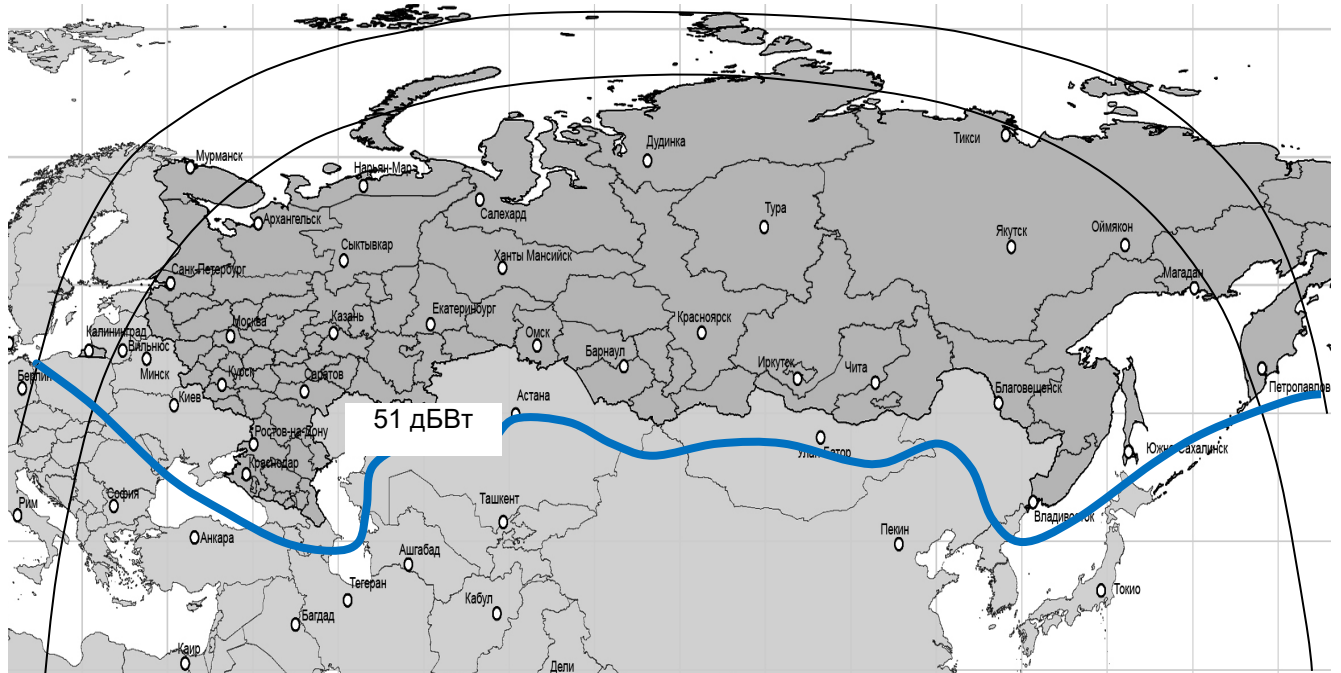 Мурманск
Нарьян-Мар
Дудинка
Тикси
Архангельск
Салехард
Тура
Якутск
Оймякон
Сыктывкар
Ханты Мансийск
Санкт-Петербург
Магадан
Калининград
Вильнюс
Минск
Москва
Казань
Екатеринбург
Омск
Красноярск
Барнаул
Иркутск
Чита
Берлин
Курск
Саратов
Киев
Астана
Благовещенск
Петропавлов
51 дБВт
Ростов-на-Дону
Краснодар
Улан-Батор
Южно-Сахалинск
София
Рим
Анкара
Ташкент
Владивосток
Пекин
Ашгабад
Тегеран
Кабул
Токио
Багдад
Каир
Дели